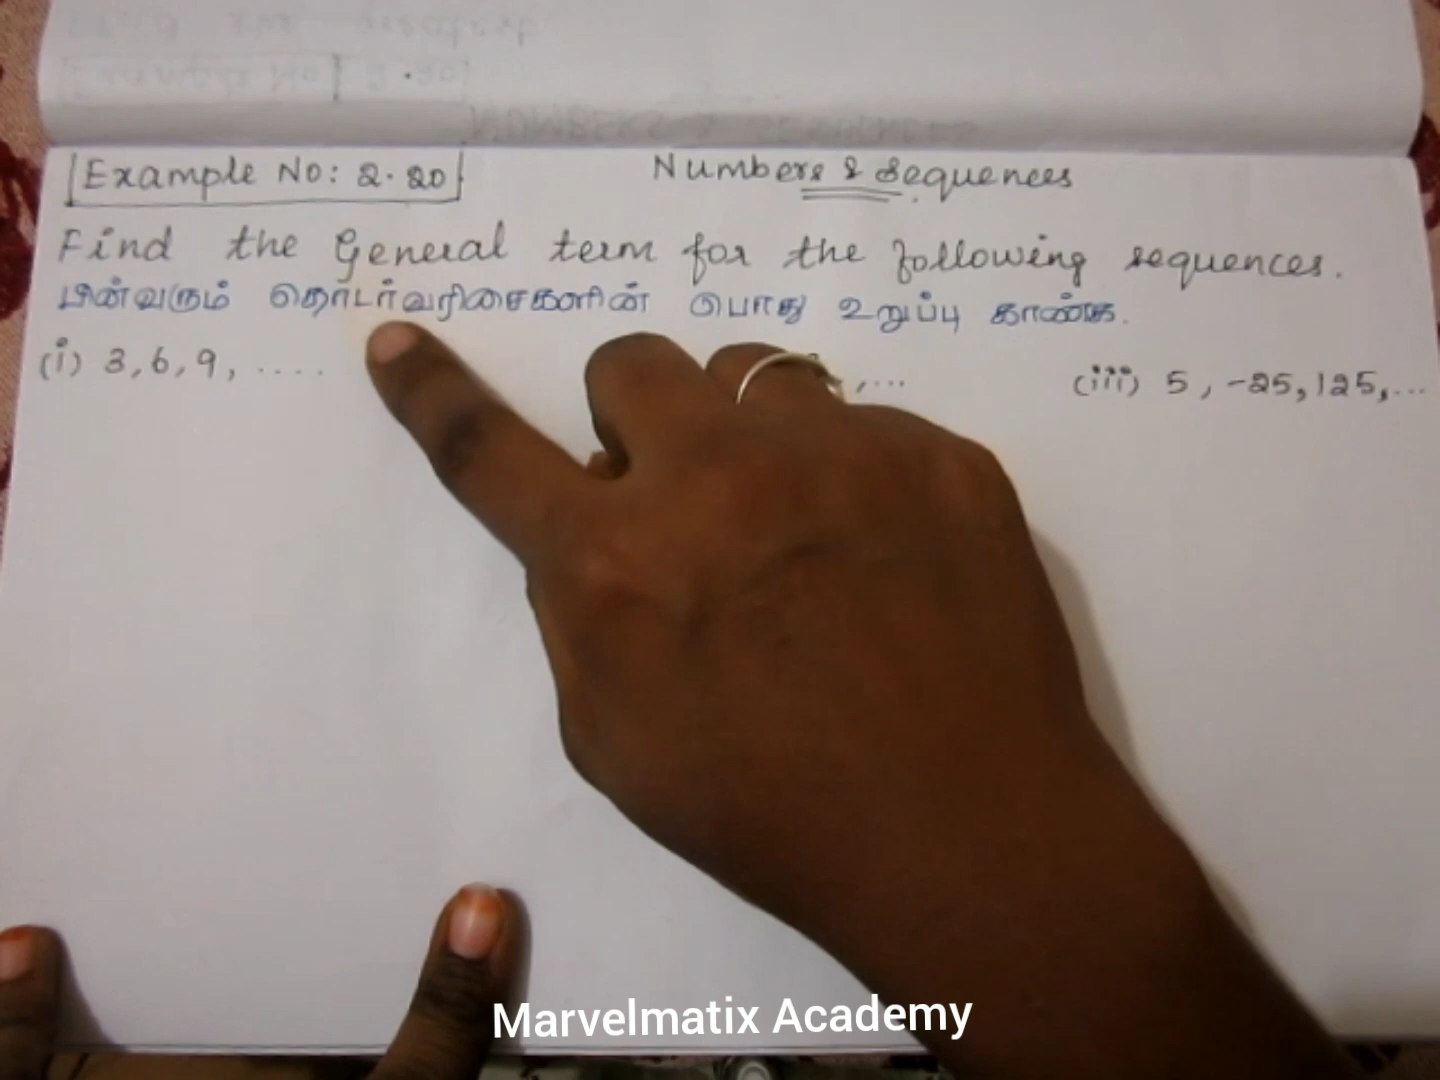 Example No: 2.20
Numbers & Sequences
Find the General term for the following sequences.
பின்வரும் தொடர்வரிசைகளின் பொது உறுப்பு காண்க.
(i) 3, 6, 9, ....
, ...
(iii) 5, -25, 125, ...
Marvelmatix Academy